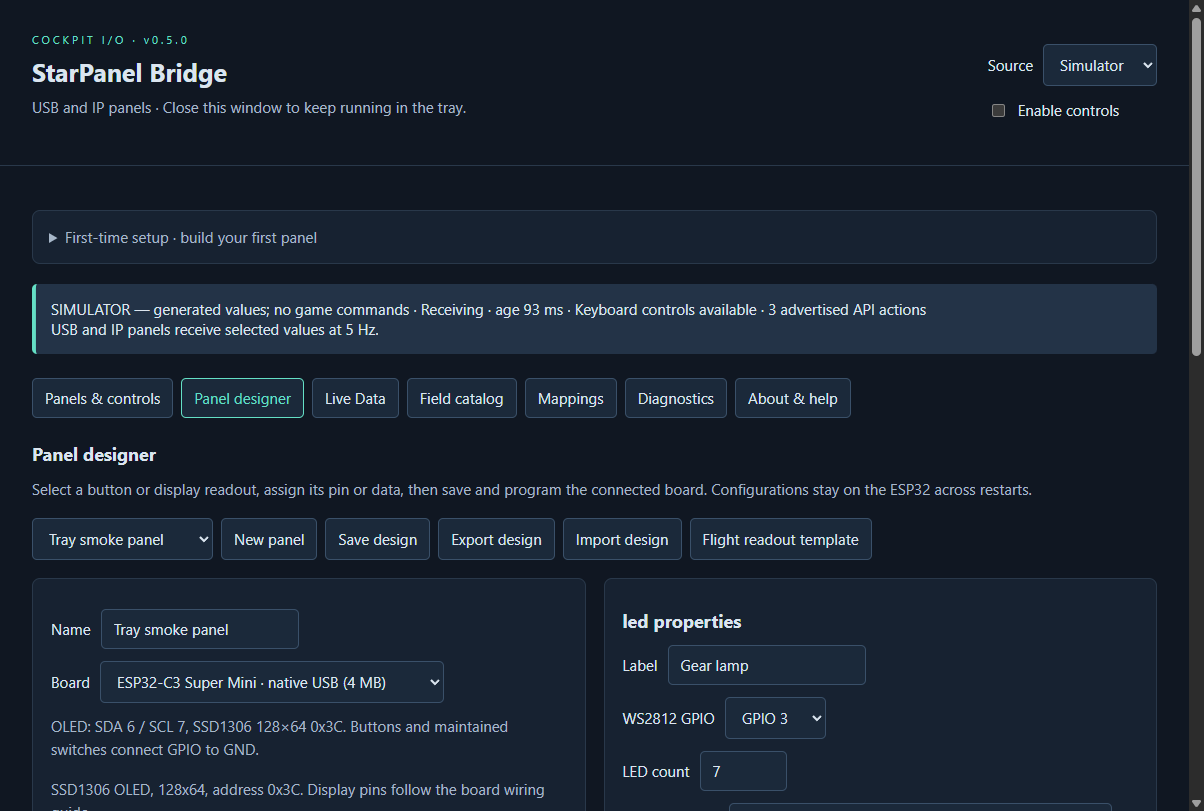 COCKPIT I/O · v0.5.0
StarPanel Bridge
USB and IP panels · Close this window to keep running in the tray.
Source
Simulator
Enable controls
First-time setup · build your first panel
SIMULATOR — generated values; no game commands · Receiving · age 93 ms · Keyboard controls available · 3 advertised API actions
USB and IP panels receive selected values at 5 Hz.
Panels & controls
Panel designer
Live Data
Field catalog
Mappings
Diagnostics
About & help
Panel designer
Select a button or display readout, assign its pin or data, then save and program the connected board. Configurations stay on the ESP32 across restarts.
Tray smoke panel
New panel
Save design
Export design
Import design
Flight readout template
Name
Tray smoke panel
Board
ESP32-C3 Super Mini · native USB (4 MB)
OLED: SDA 6 / SCL 7, SSD1306 128×64 0x3C. Buttons and maintained
switches connect GPIO to GND.
SSD1306 OLED, 128x64, address 0x3C. Display pins follow the board wiring
led properties
Label
Gear lamp
WS2812 GPIO
GPIO 3
LED count
7